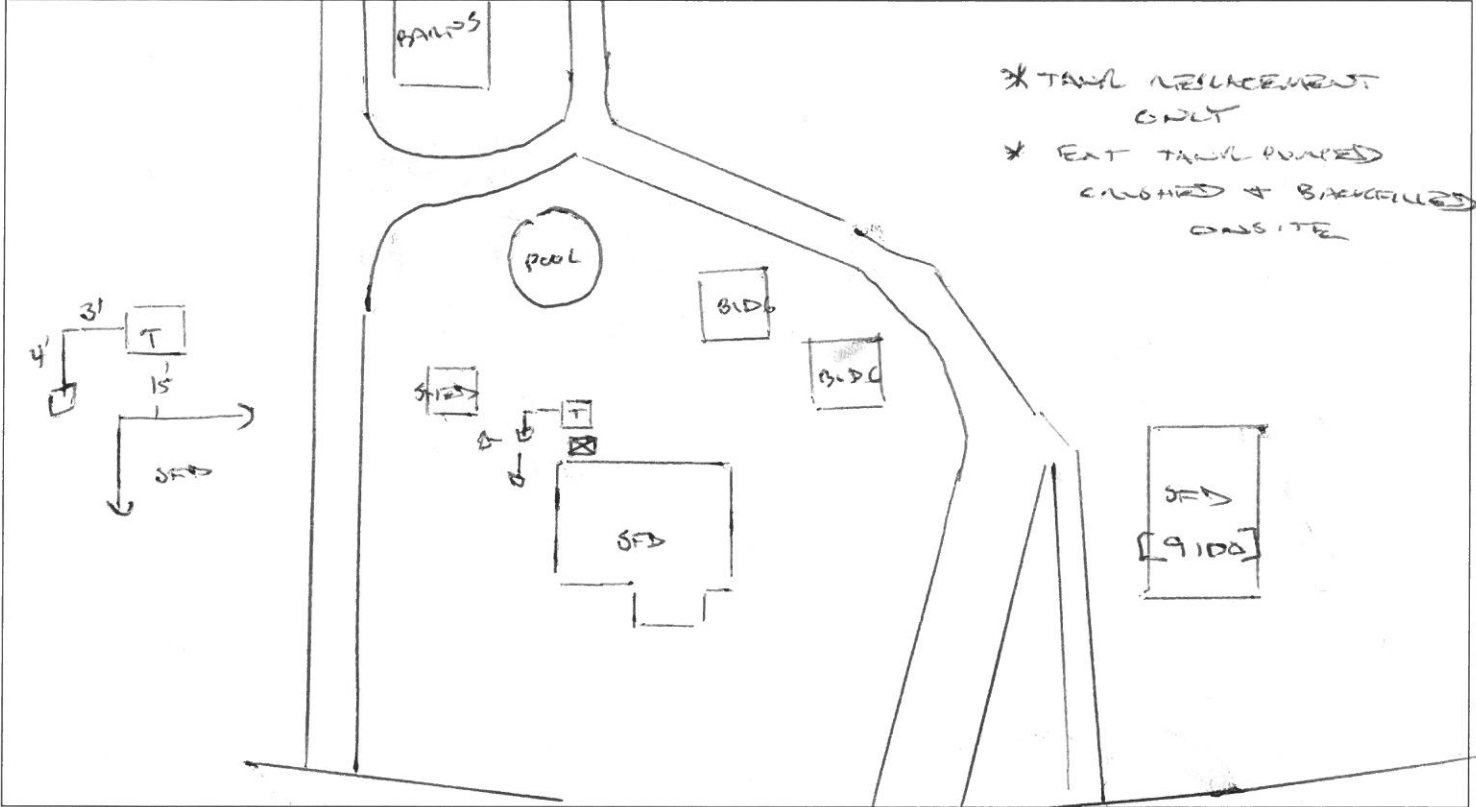 BARNS
* TANK REPLACEMENT
ONLY
* EXT TANK PUMPED
CRUSHED & BACKFILLED
ONSITE
POOL
BLDG
BLDG
SHED
T
SFD
SFD
[9100]
3'
T
4'
15'
SFD